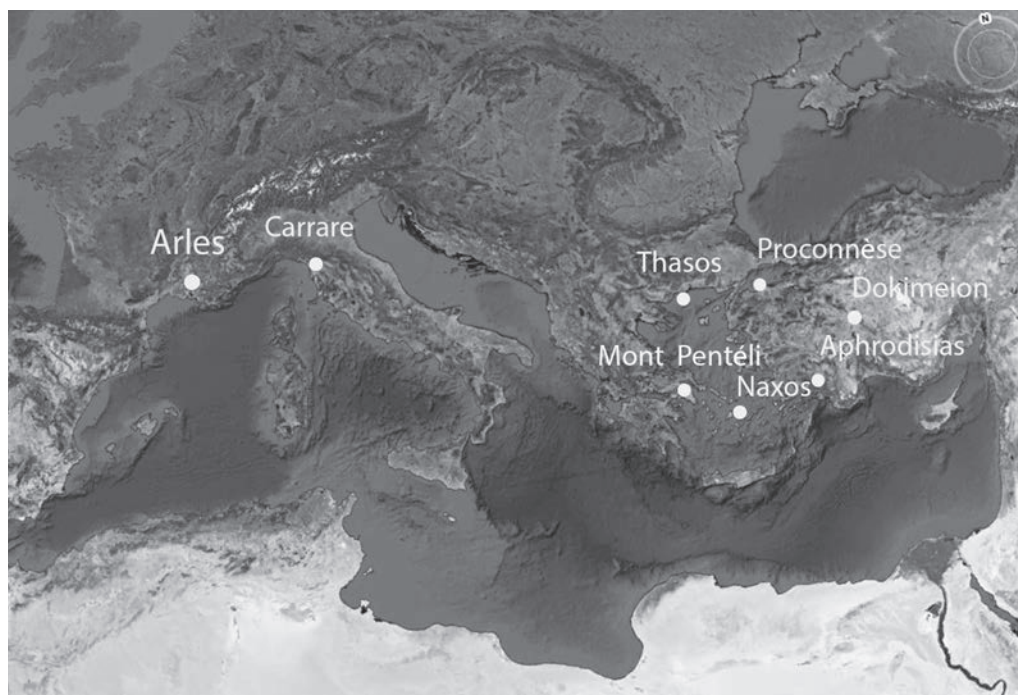 N
Arles
Carrare
Thasos
Proconnèse
Dokimeion
Mont Pentéli
Naxos
Aphrodisias